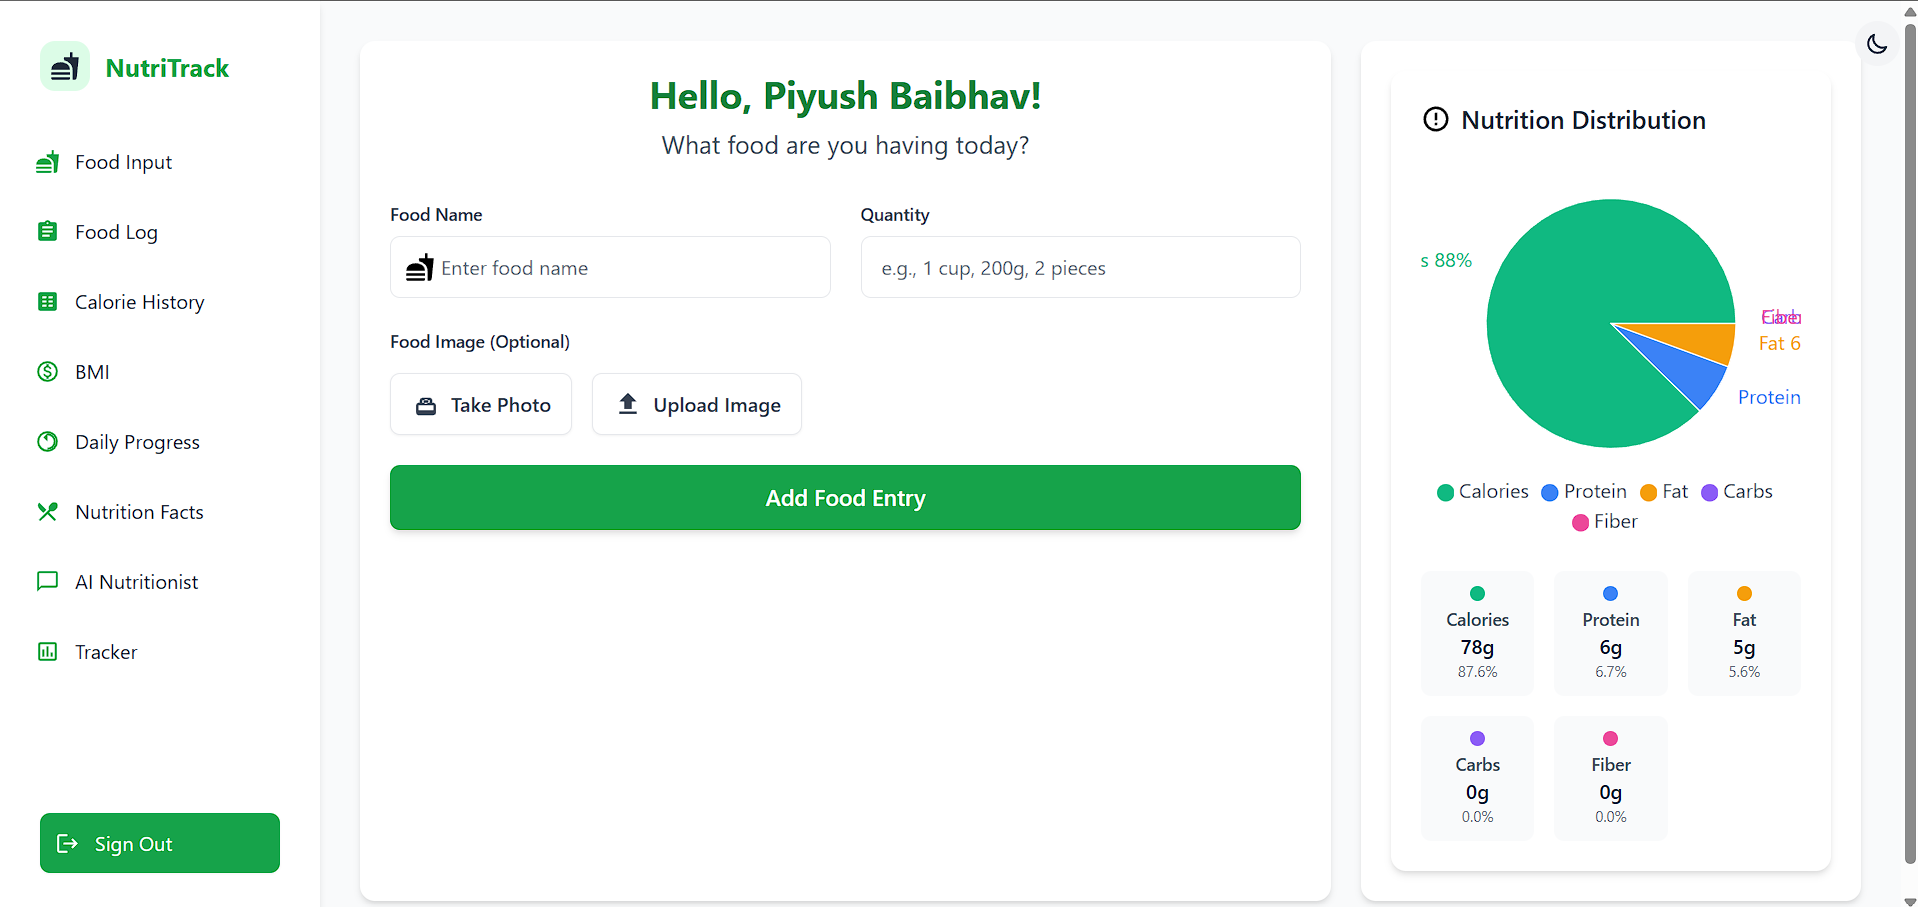 NutriTrack
Food Input
Food Log
Calorie History
BMI
Daily Progress
Nutrition Facts
AI Nutritionist
Tracker
Sign Out
Hello, Piyush Baibhav!
What food are you having today?
Food Name
Quantity
Enter food name
e.g., 1 cup, 200g, 2 pieces
Food Image (Optional)
Take Photo
Upload Image
Add Food Entry
Nutrition Distribution
s 88%
Fat 6
Protein
Calories Protein Fat Carbs
Fiber
Calories
78g
87.6%
Protein
6g
6.7%
Fat
5g
5.6%
Carbs
0g
0.0%
Fiber
0g
0.0%